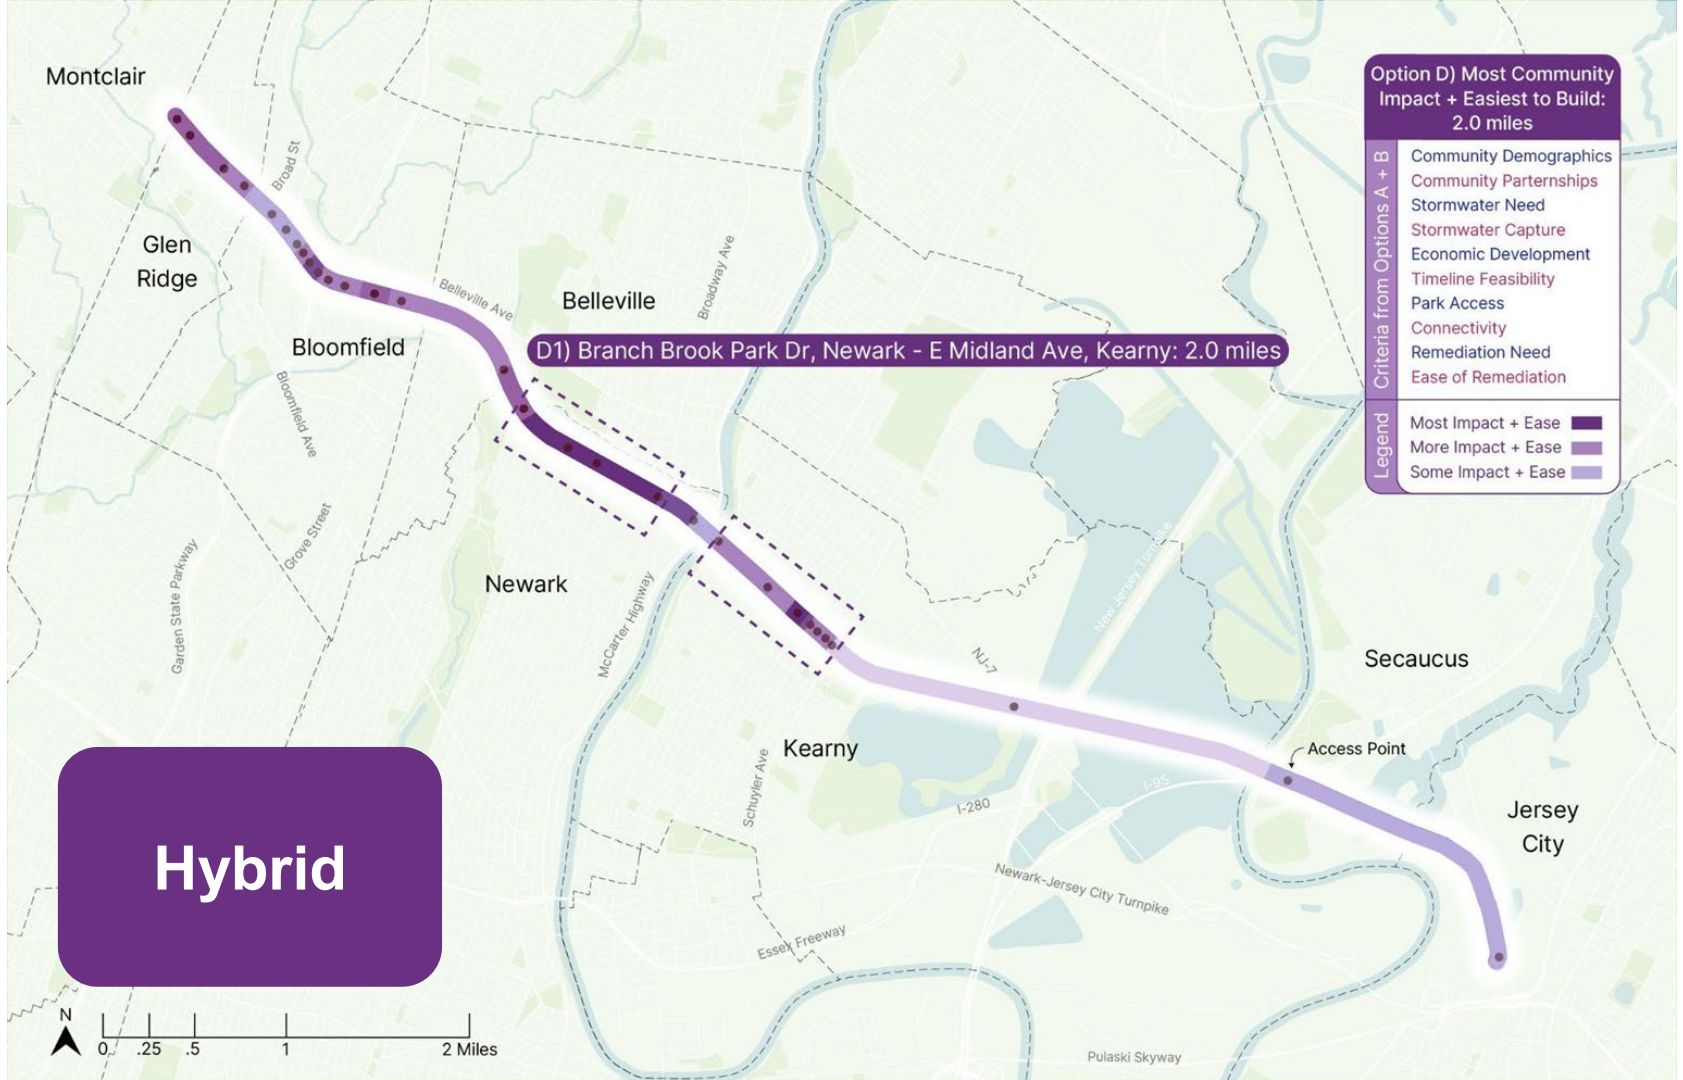 Montclair
Broad St
Glen
Ridge
Belleville Ave
Belleville
Broadway Ave
Bloomfield
D1) Branch Brook Park Dr, Newark - E Midland Ave, Kearny: 2.0 miles
Bloomfield Ave
Grove Street
Garden State Parkway
Newark
McCarter Highway
New Jersey Turnpike
NJ-7
Secaucus
Kearny
Access Point
Schuyler Ave
I-280
I-95
Jersey
City
Newark-Jersey City Turnpike
Essex Freeway
Pulaski Skyway
Option D) Most Community
Impact + Easiest to Build:
2.0 miles
Criteria from Options A + B
Community Demographics
Community Parternships
Stormwater Need
Stormwater Capture
Economic Development
Timeline Feasibility
Park Access
Connectivity
Remediation Need
Ease of Remediation
Legend
Most Impact + Ease
More Impact + Ease
Some Impact + Ease
Hybrid
N
0 .25 .5 1 2 Miles